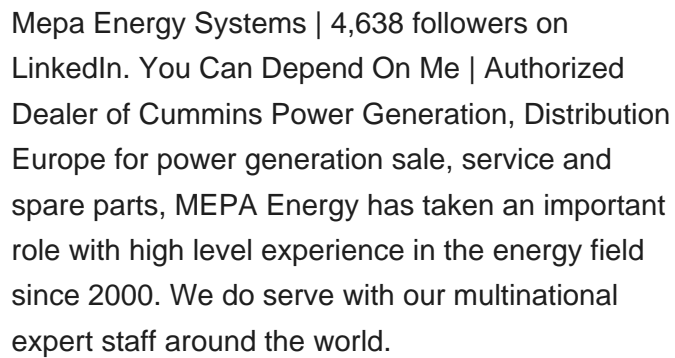 Mepa Energy Systems | 4,638 followers on
LinkedIn. You Can Depend On Me | Authorized
Dealer of Cummins Power Generation, Distribution
Europe for power generation sale, service and
spare parts, MEPA Energy has taken an important
role with high level experience in the energy field
since 2000. We do serve with our multinational
expert staff around the world.